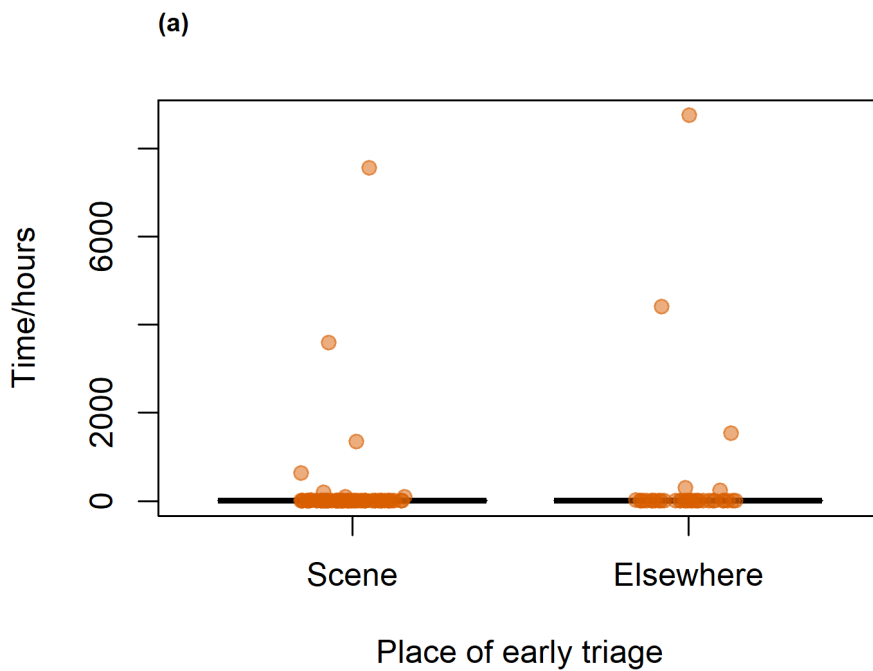 (a)
Time/hours
6000
2000
0
Scene
Elsewhere
Place of early triage